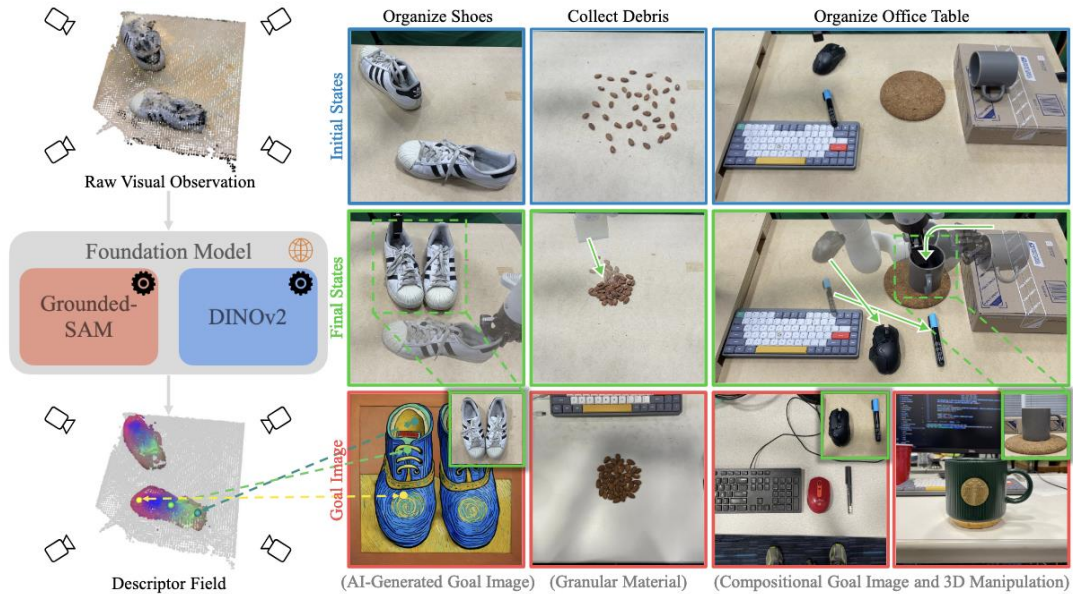 Organize Shoes
Collect Debris
Organize Office Table
Raw Visual Observation
Foundation Model
Grounded-
SAM
DINOv2
Descriptor Field
Initial States
Final States
Goal Image
(AI-Generated Goal Image)
(Granular Material)
(Compositional Goal Image and 3D Manipulation)